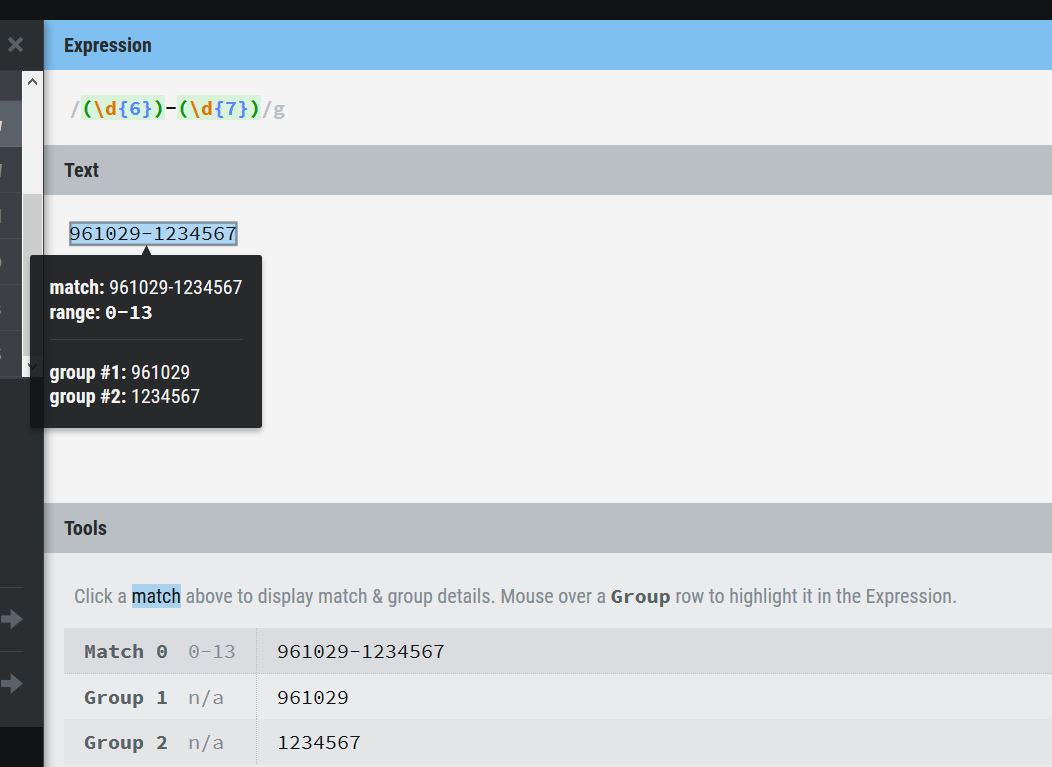 Expression
/(\d{6})-(\d{7})/g
Text
961029-1234567
match: 961029-1234567
range: 0-13
group #1: 961029
group #2: 1234567
Tools
Click a match above to display match & group details. Mouse over a Group row to highlight it in the Expression.
Match 0 0-13 961029-1234567
Group 1 n/a 961029
Group 2 n/a 1234567